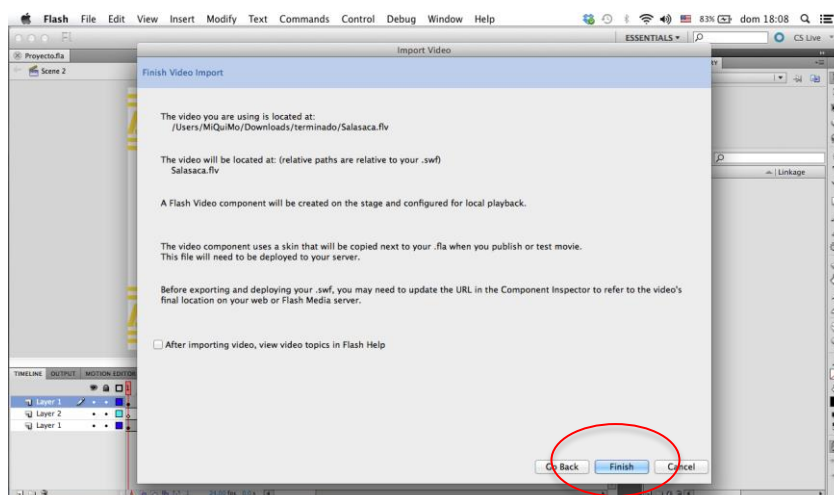 Flash File Edit View Insert Modify Text Commands Control Debug Window Help 83% dom 18:08
ESSENTIALS CS Live
Import Video
Proyecto.fla
Scene 2
Finish Video Import
The video you are using is located at:
/Users/MiQuiMo/Downloads/terminado/Salasaca.flv
The video will be located at: (relative paths are relative to your .swf)
Salasaca.flv
Linkage
A Flash Video component will be created on the stage and configured for local playback.
The video component uses a skin that will be copied next to your .fla when you publish or test movie.
This file will need to be deployed to your server.
Before exporting and deploying your .swf, you may need to update the URL in the Component Inspector to refer to the video's
final location on your web or Flash Media server.
After importing video, view video topics in Flash Help
TIMELINE OUTPUT MOTION EDITOR
1
Layer 1
Layer 2
Layer 1
Go Back Finish Cancel